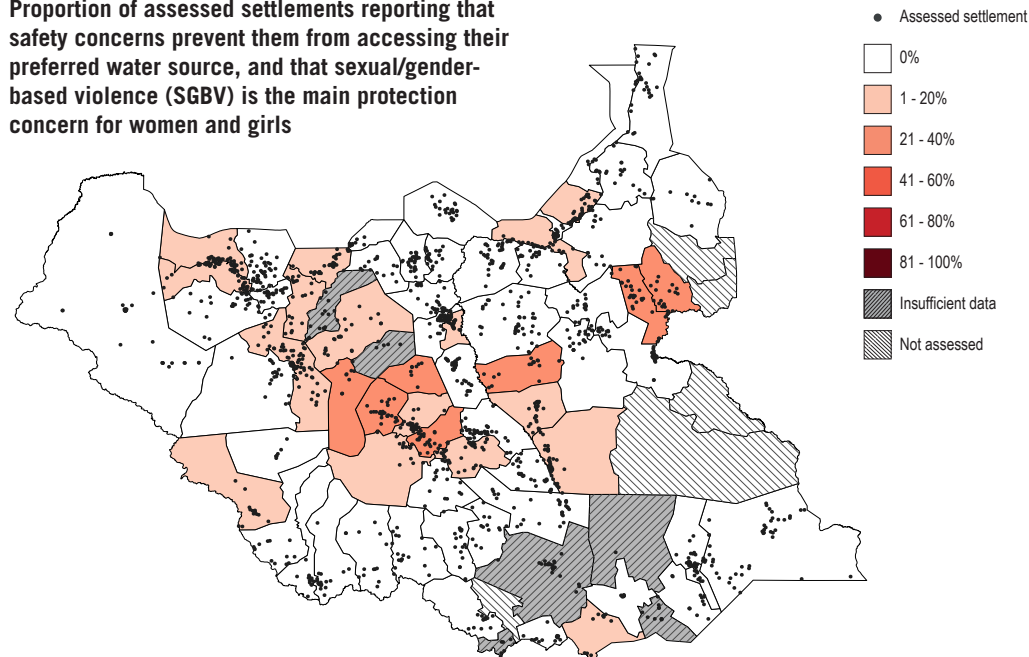 Proportion of assessed settlements reporting that
safety concerns prevent them from accessing their
preferred water source, and that sexual/gender-
based violence (SGBV) is the main protection
concern for women and girls
Assessed settlement
0%
1 - 20%
21 - 40%
41 - 60%
61 - 80%
81 - 100%
Insufficient data
Not assessed